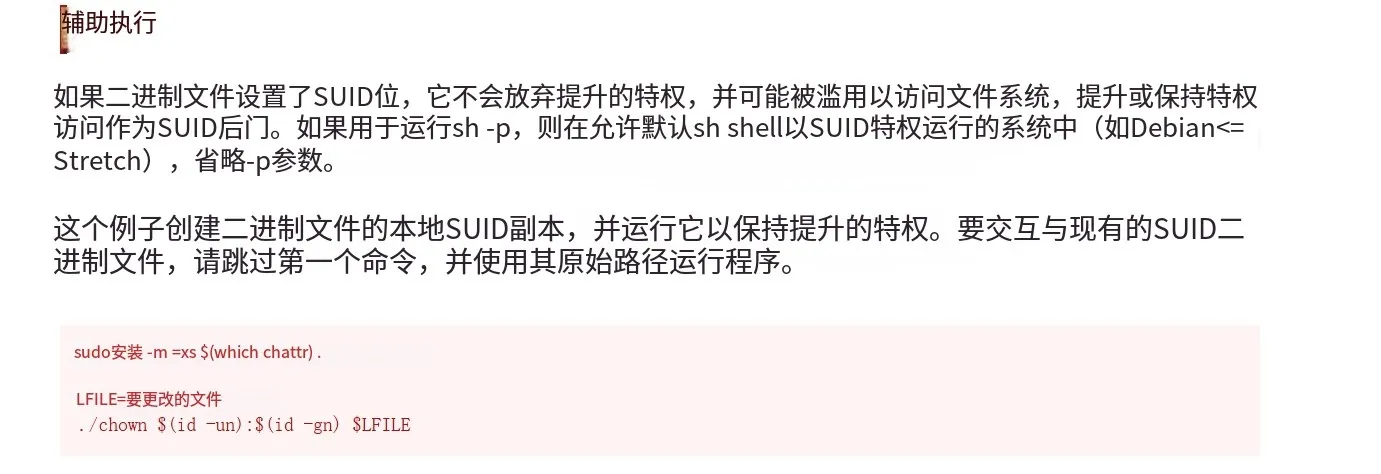 辅助执行
如果二进制文件设置了SUID位，它不会放弃提升的特权，并可能被滥用以访问文件系统，提升或保持特权
访问作为SUID后门。如果用于运行sh -p，则在允许默认sh shell以SUID特权运行的系统中（如Debian<=
Stretch），省略-p参数。
这个例子创建二进制文件的本地SUID副本，并运行它以保持提升的特权。要交互与现有的SUID二
进制文件，请跳过第一个命令，并使用其原始路径运行程序。
sudo安装 -m =xs $(which chattr) .
LFILE=要更改的文件
./chown $(id -un):$(id -gn) $LFILE